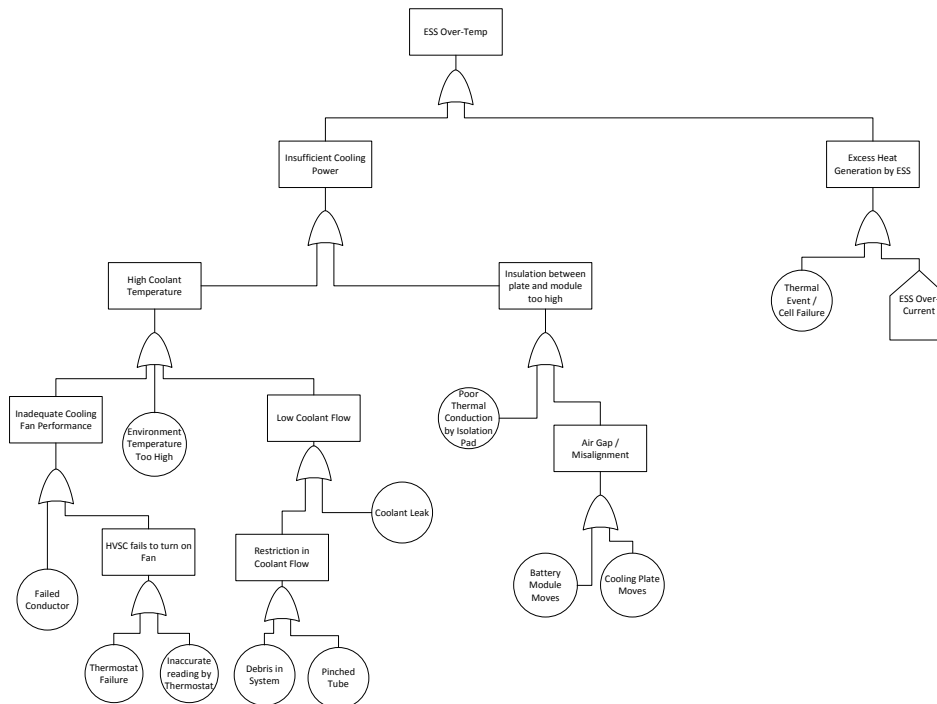 ESS Over-Temp
Insufficient Cooling
Power
Excess Heat
Generation by ESS
High Coolant
Temperature
Insulation between
plate and module
too high
Thermal
Event /
Cell Failure
ESS Over-
Current
Inadequate Cooling
Fan Performance
Environment
Temperature
Too High
Low Coolant Flow
Poor
Thermal
Conduction
by Isolation
Pad
Air Gap /
Misalignment
Coolant Leak
HVSC fails to turn on
Fan
Restriction in
Coolant Flow
Failed
Conductor
Battery
Module
Moves
Cooling Plate
Moves
Thermostat
Failure
Inaccurate
reading by
Thermostat
Debris in
System
Pinched
Tube